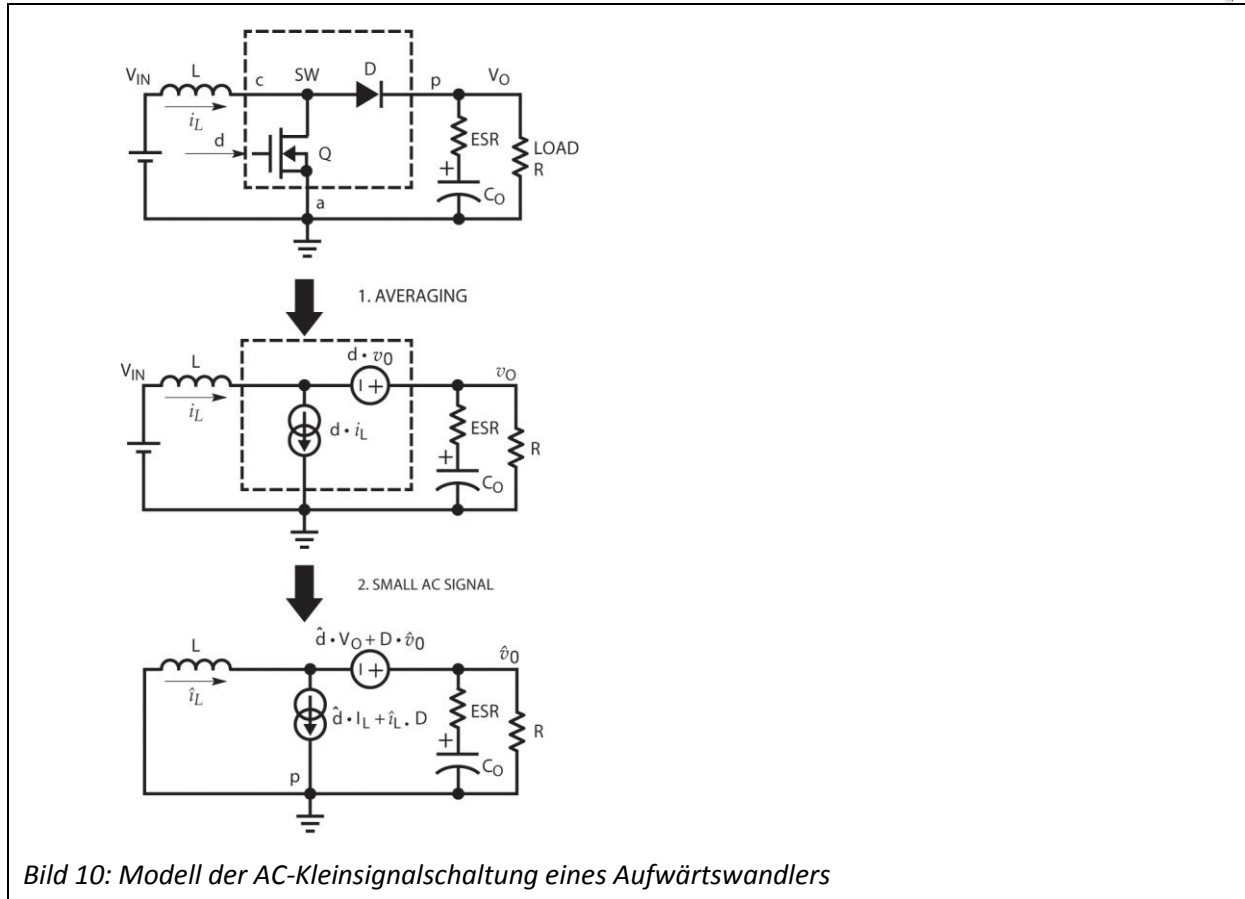 V_IN L c SW D p V_O
i_L
d
Q
ESR
LOAD
R
+
C_O
a
1. AVERAGING
d • v_0
V_IN L v_O
i_L
d • i_L
ESR
R
+
C_O
2. SMALL AC SIGNAL
d̂ • V_O + D • v̂_0
L v̂_0
î_L
d̂ • I_L + î_L . D
ESR
R
+
C_O
p
Bild 10: Modell der AC-Kleinsignalschaltung eines Aufwärtswandlers